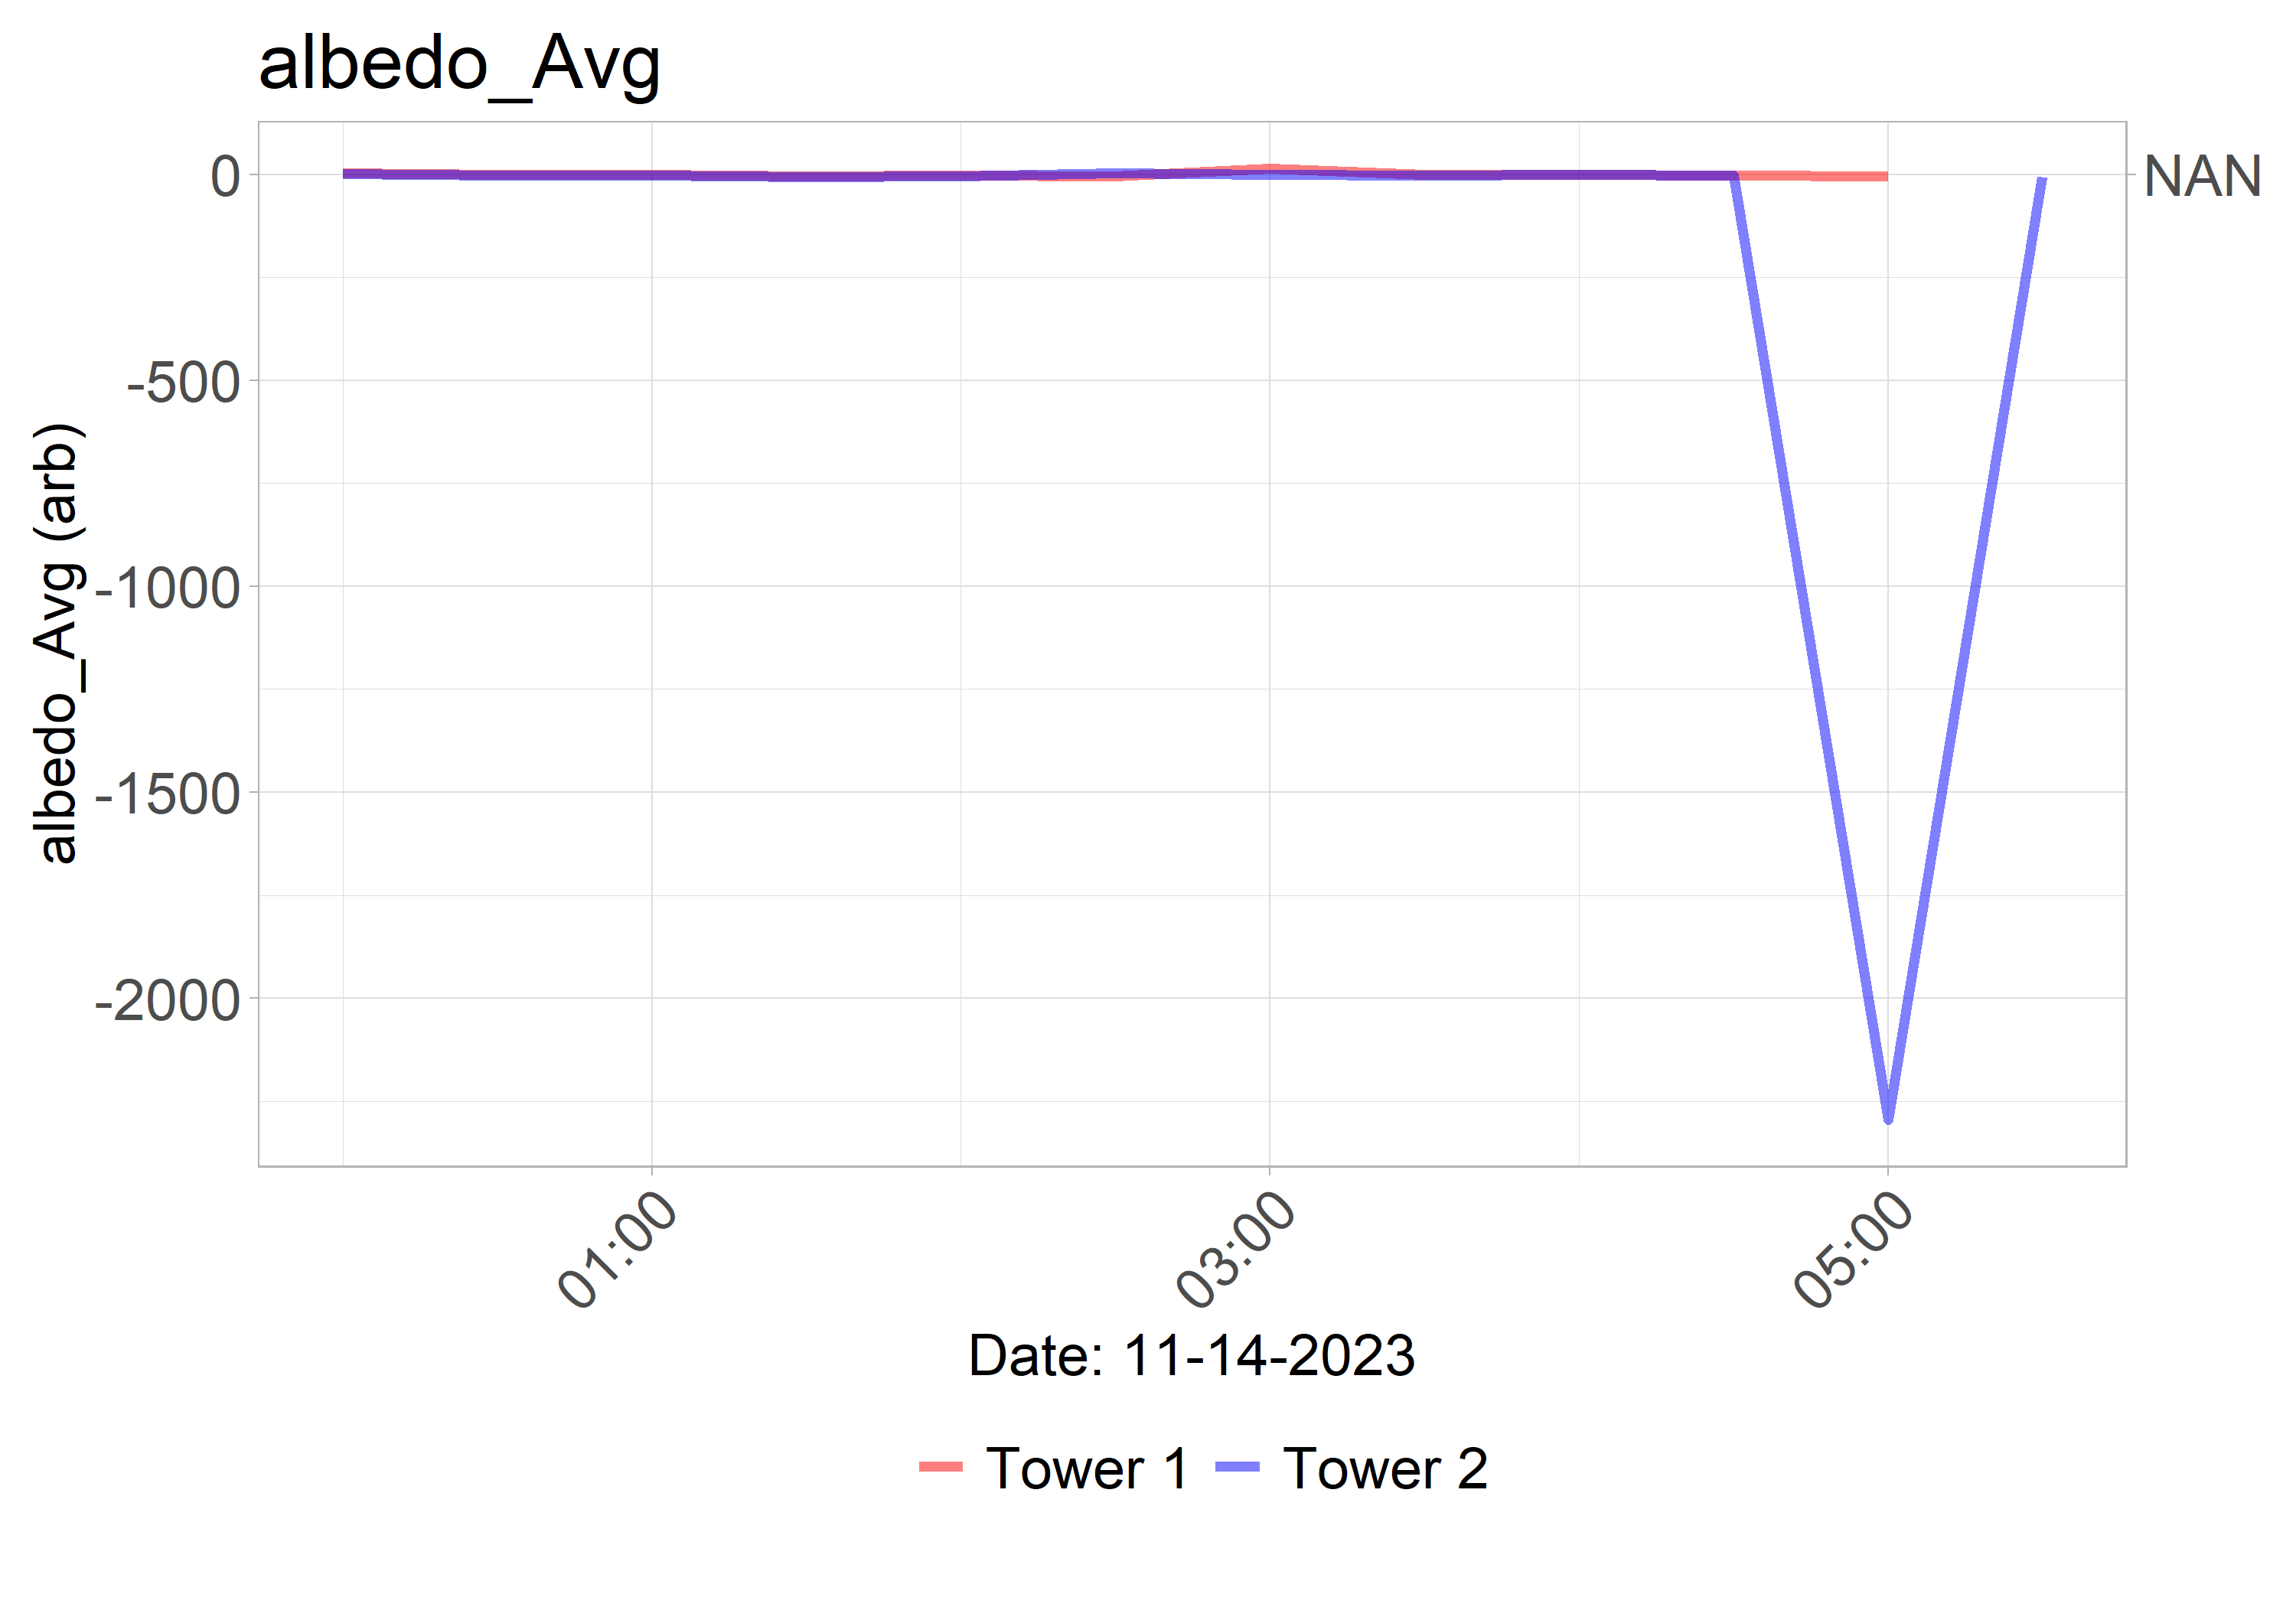 albedo_Avg
albedo_Avg (arb)
0
-500
-1000
-1500
-2000
NAN
01:00
03:00
05:00
Date: 11-14-2023
Tower 1
Tower 2